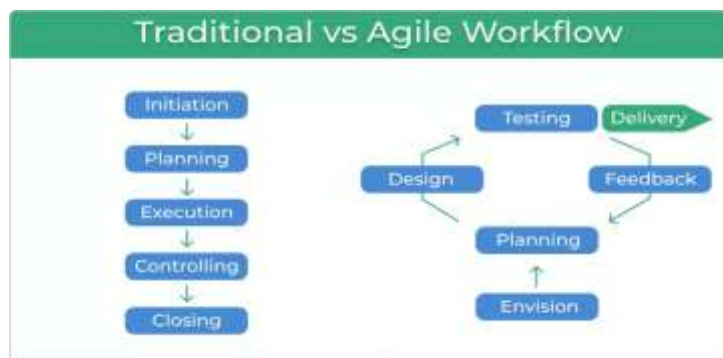 Traditional vs Agile Workflow
Initiation
Planning
Execution
Controlling
Closing
Testing
Delivery
Design
Feedback
Planning
Envision